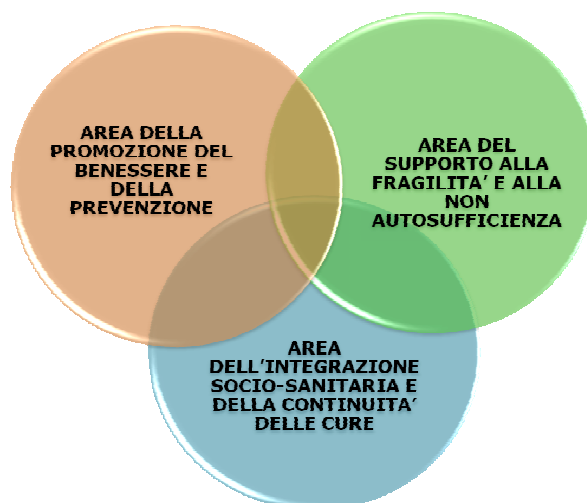 AREA DELLA
PROMOZIONE DEL
BENESSERE E
DELLA
PREVENZIONE
AREA DEL
SUPPORTO ALLA
FRAGILITA’ E ALLA
NON
AUTOSUFFICIENZA
AREA
DELL’INTEGRAZIONE
SOCIO-SANITARIA E
DELLA CONTINUITA’
DELLE CURE